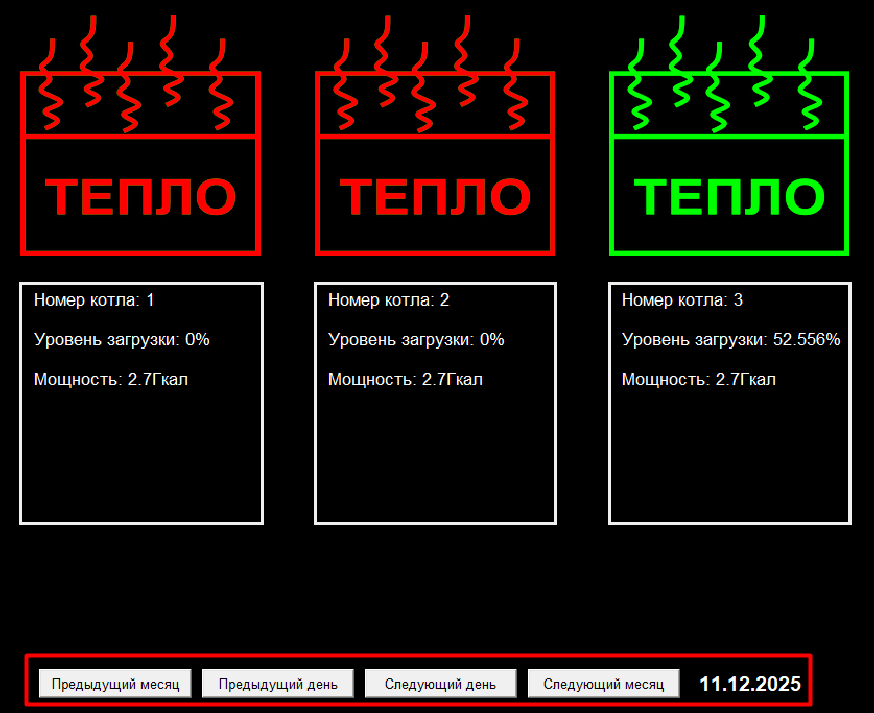 ТЕПЛО ТЕПЛО ТЕПЛО
Номер котла: 1
Уровень загрузки: 0%
Мощность: 2.7Гкал
Номер котла: 2
Уровень загрузки: 0%
Мощность: 2.7Гкал
Номер котла: 3
Уровень загрузки: 52.556%
Мощность: 2.7Гкал
Предыдущий месяц Предыдущий день Следующий день Следующий месяц 11.12.2025